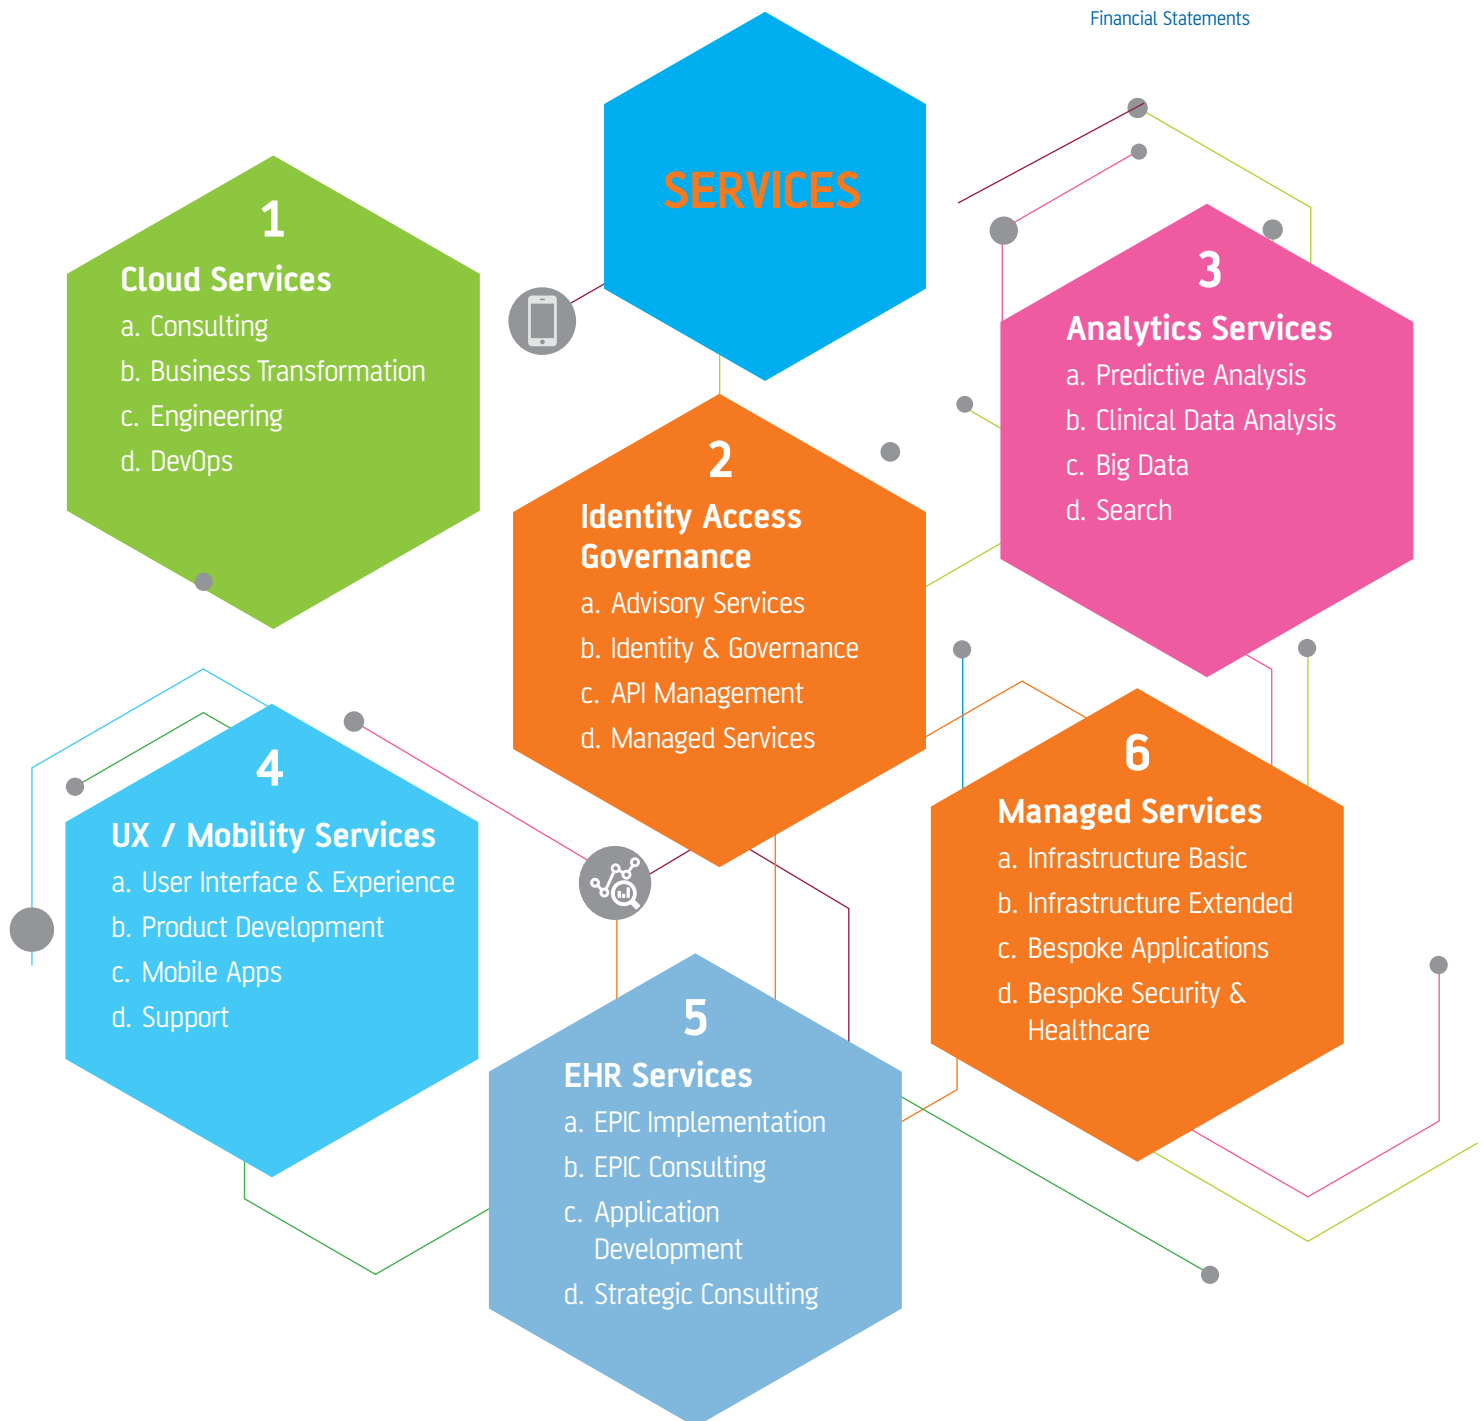 Financial Statements
SERVICES
1
Cloud Services
a. Consulting
b. Business Transformation
c. Engineering
d. DevOps
2
Identity Access
Governance
a. Advisory Services
b. Identity & Governance
c. API Management
d. Managed Services
3
Analytics Services
a. Predictive Analysis
b. Clinical Data Analysis
c. Big Data
d. Search
4
UX / Mobility Services
a. User Interface & Experience
b. Product Development
c. Mobile Apps
d. Support
5
EHR Services
a. EPIC Implementation
b. EPIC Consulting
c. Application
Development
d. Strategic Consulting
6
Managed Services
a. Infrastructure Basic
b. Infrastructure Extended
c. Bespoke Applications
d. Bespoke Security &
Healthcare